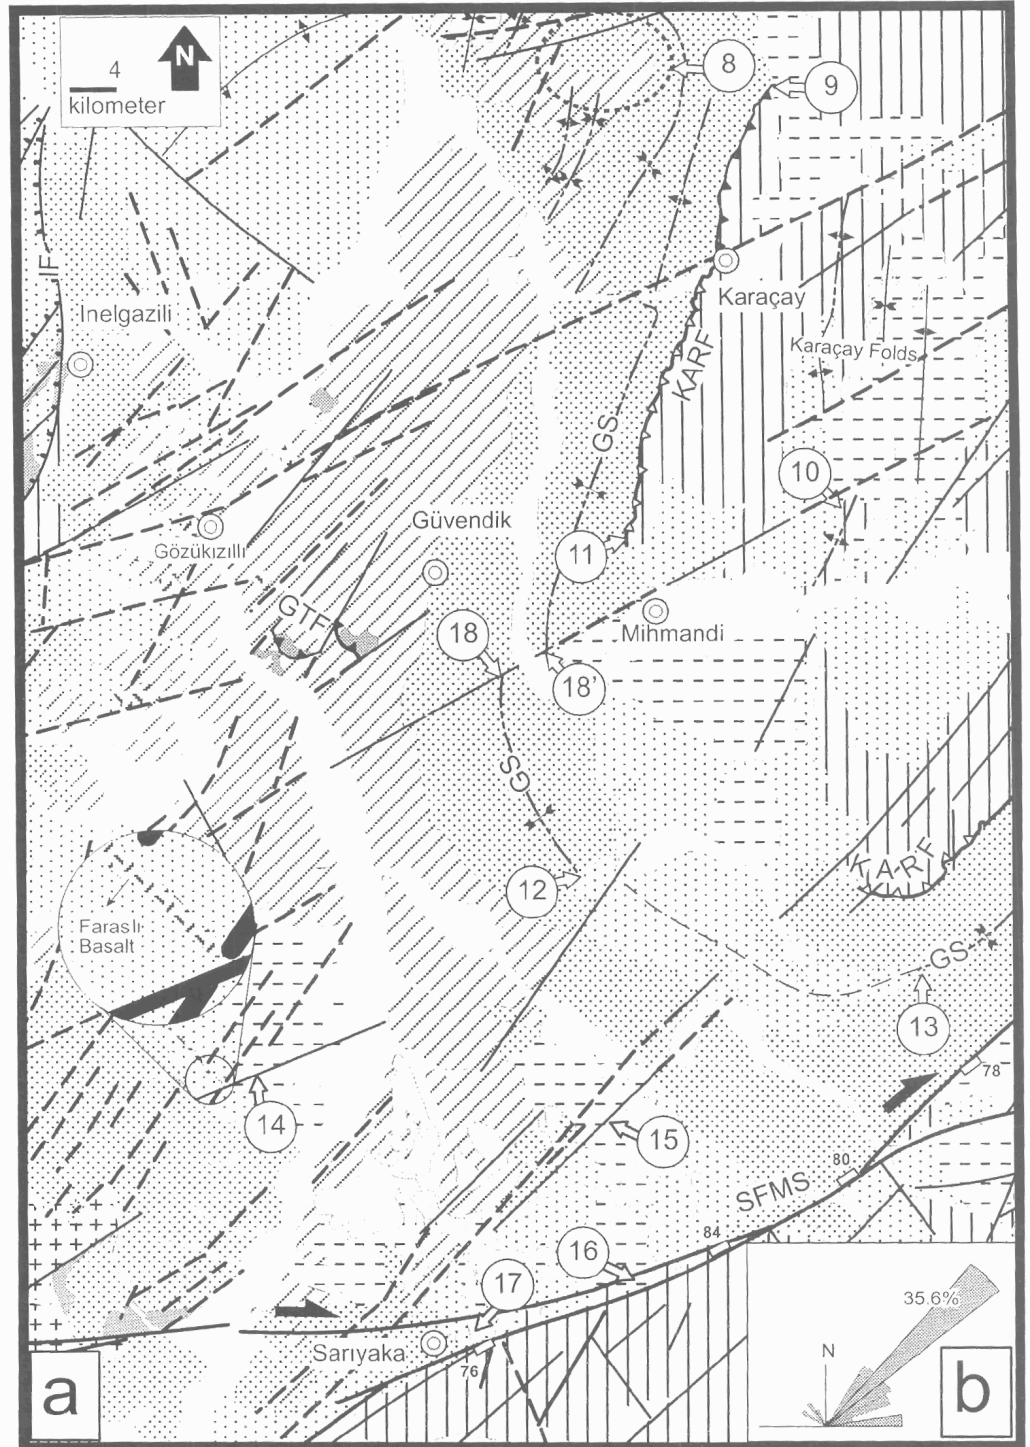 N
4
kilometer
8
9
IF
Inelgazili
Karaçay
KARF
Karaçay Folds
GS
10
Güvendik
Gözükızıllı
11
GTF
18
Mihmandi
18'
GS
12
KARF
Faraslı
Basalt
GS
13
78
14
15
80
SFMS
84
16
17
35.6%
N
Sarıyaka
76
a
b